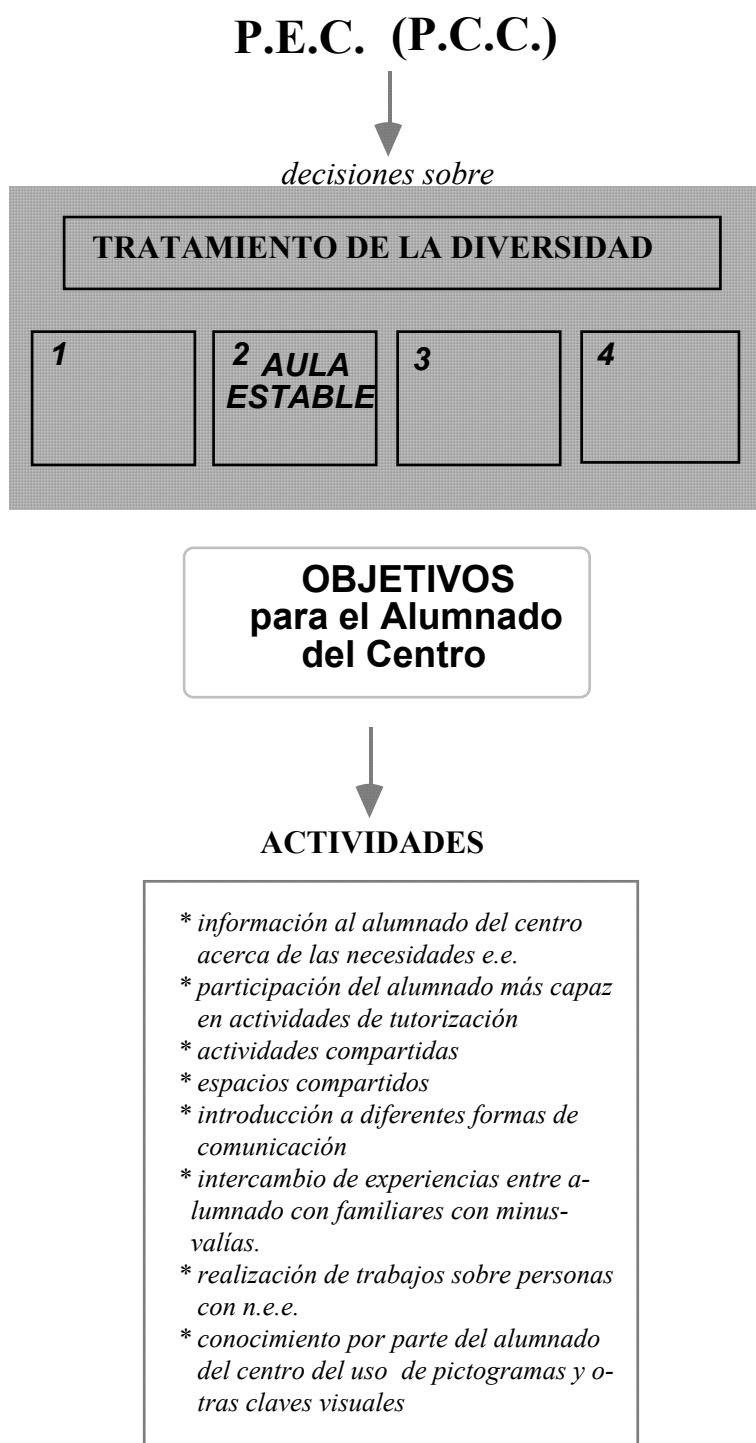 P.E.C. (P.C.C.)
decisiones sobre
TRATAMIENTO DE LA DIVERSIDAD
1
2 AULA
ESTABLE
3
4
OBJETIVOS
para el Alumnado
del Centro
ACTIVIDADES
* información al alumnado del centro
acerca de las necesidades e.e.
* participación del alumnado más capaz
en actividades de tutorización
* actividades compartidas
* espacios compartidos
* introducción a diferentes formas de
comunicación
* intercambio de experiencias entre a-
lumnado con familiares con minus-
valías.
* realización de trabajos sobre personas
con n.e.e.
* conocimiento por parte del alumnado
del centro del uso de pictogramas y o-
tras claves visuales